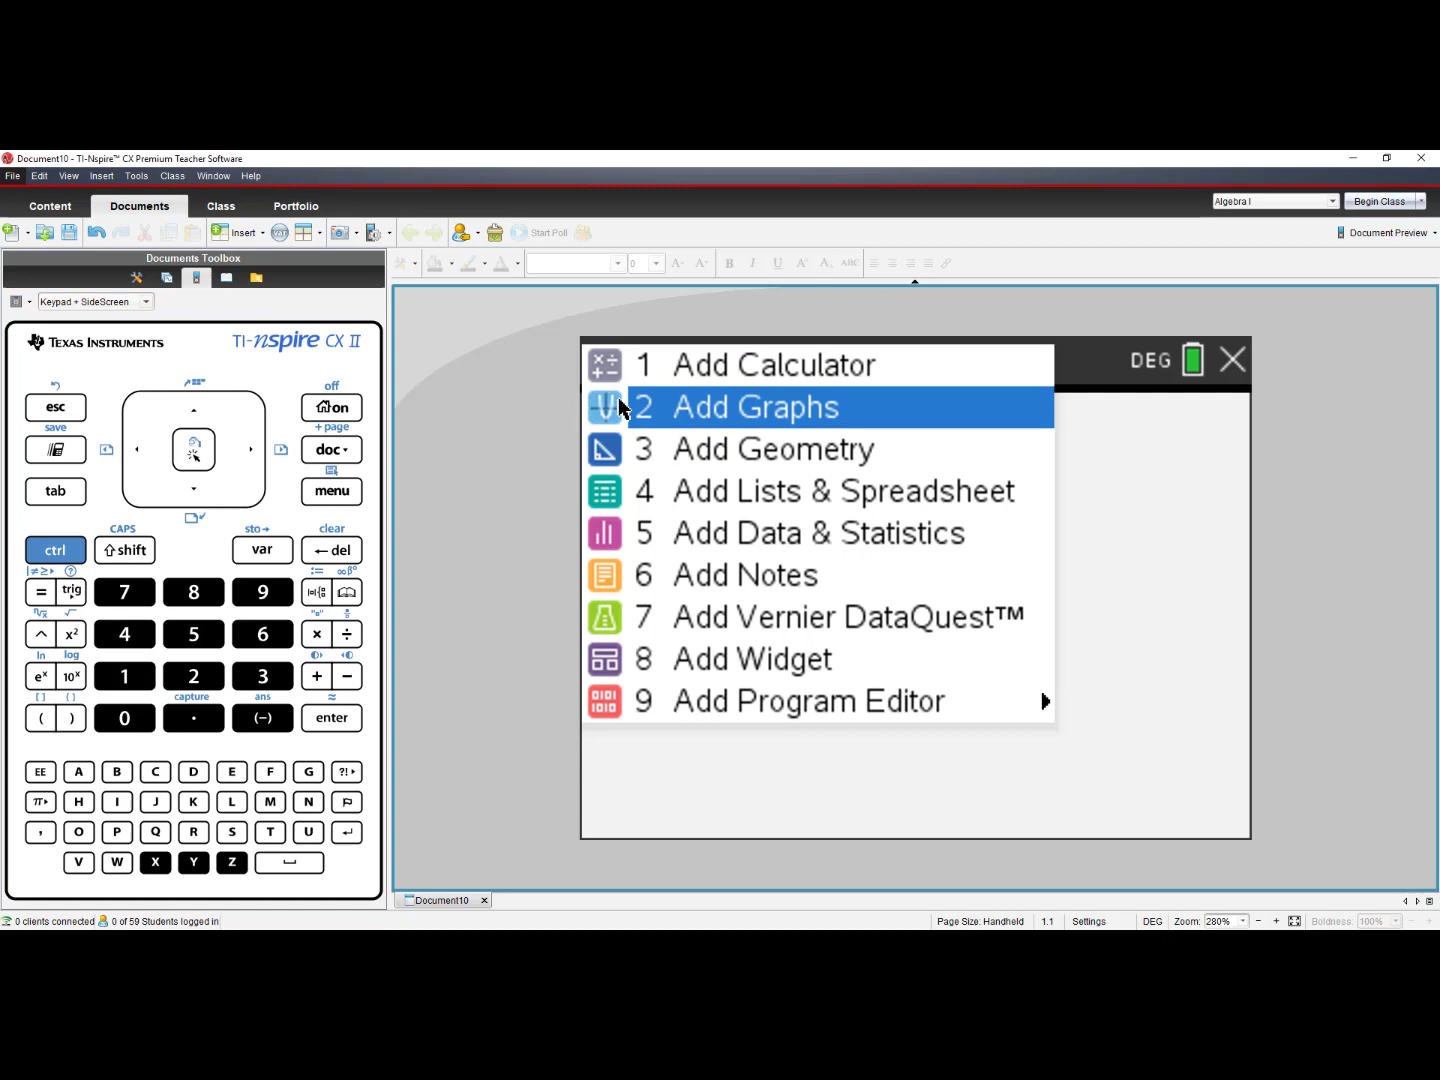 Document10 - TI-Nspire™ CX Premium Teacher Software
File Edit View Insert Tools Class Window Help
Content Documents Class Portfolio
Algebra I Begin Class
Insert Start Poll Document Preview
Documents Toolbox
0 B I U A A ABC
Keypad + SideScreen
TEXAS INSTRUMENTS TI-nspire CX II
off
esc on
save + page
doc
tab menu
CAPS sto→ clear
ctrl shift var ←del
|≠≥▸ ? := ∞β°
= trig 7 8 9
ⁿ√x √ "▫"
^ x² 4 5 6 × ÷
ln log
eˣ 10ˣ 1 2 3 + −
[ ] { } capture ans ≈
( ) 0 . (−) enter
EE A B C D E F G ?!▸
π▸ H I J K L M N
, O P Q R S T U ↵
V W X Y Z
DEG
1 Add Calculator
2 Add Graphs
3 Add Geometry
4 Add Lists & Spreadsheet
5 Add Data & Statistics
6 Add Notes
7 Add Vernier DataQuest™
8 Add Widget
9 Add Program Editor
Document10
0 clients connected 0 of 59 Students logged in Page Size: Handheld 1.1 Settings DEG Zoom: 280% − + Boldness: 100% − +